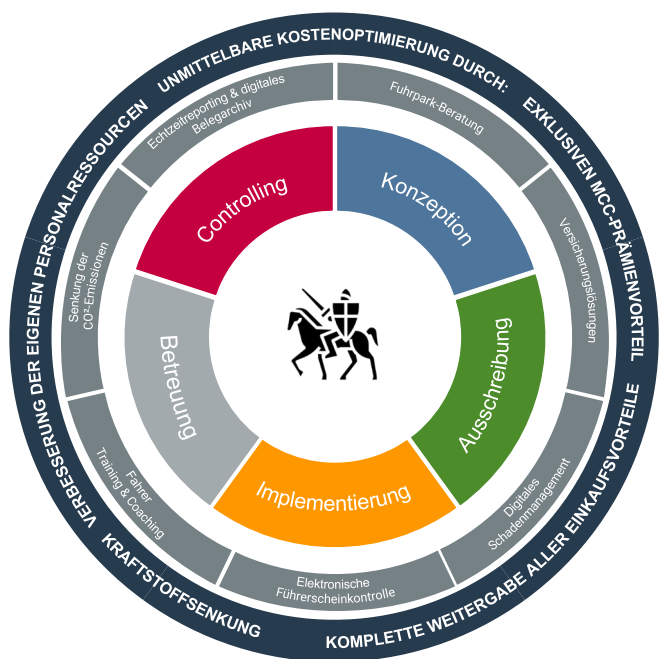 UNMITTELBARE KOSTENOPTIMIERUNG DURCH:
EXKLUSIVEN MCC-PRÄMIENVORTEIL
KOMPLETTE WEITERGABE ALLER EINKAUFSVORTEILE
KRAFTSTOFFSENKUNG
VERBESSERUNG DER EIGENEN PERSONALRESSOURCEN
Fuhrpark-Beratung
Versicherungslösungen
Digitales
Schadenmanagement
Elektronische
Führerscheinkontrolle
Fahrer
Training & Coaching
Senkung der
CO²-Emissionen
Echtzeitreporting & digitales
Belegarchiv
Konzeption
Ausschreibung
Implementierung
Betreuung
Controlling